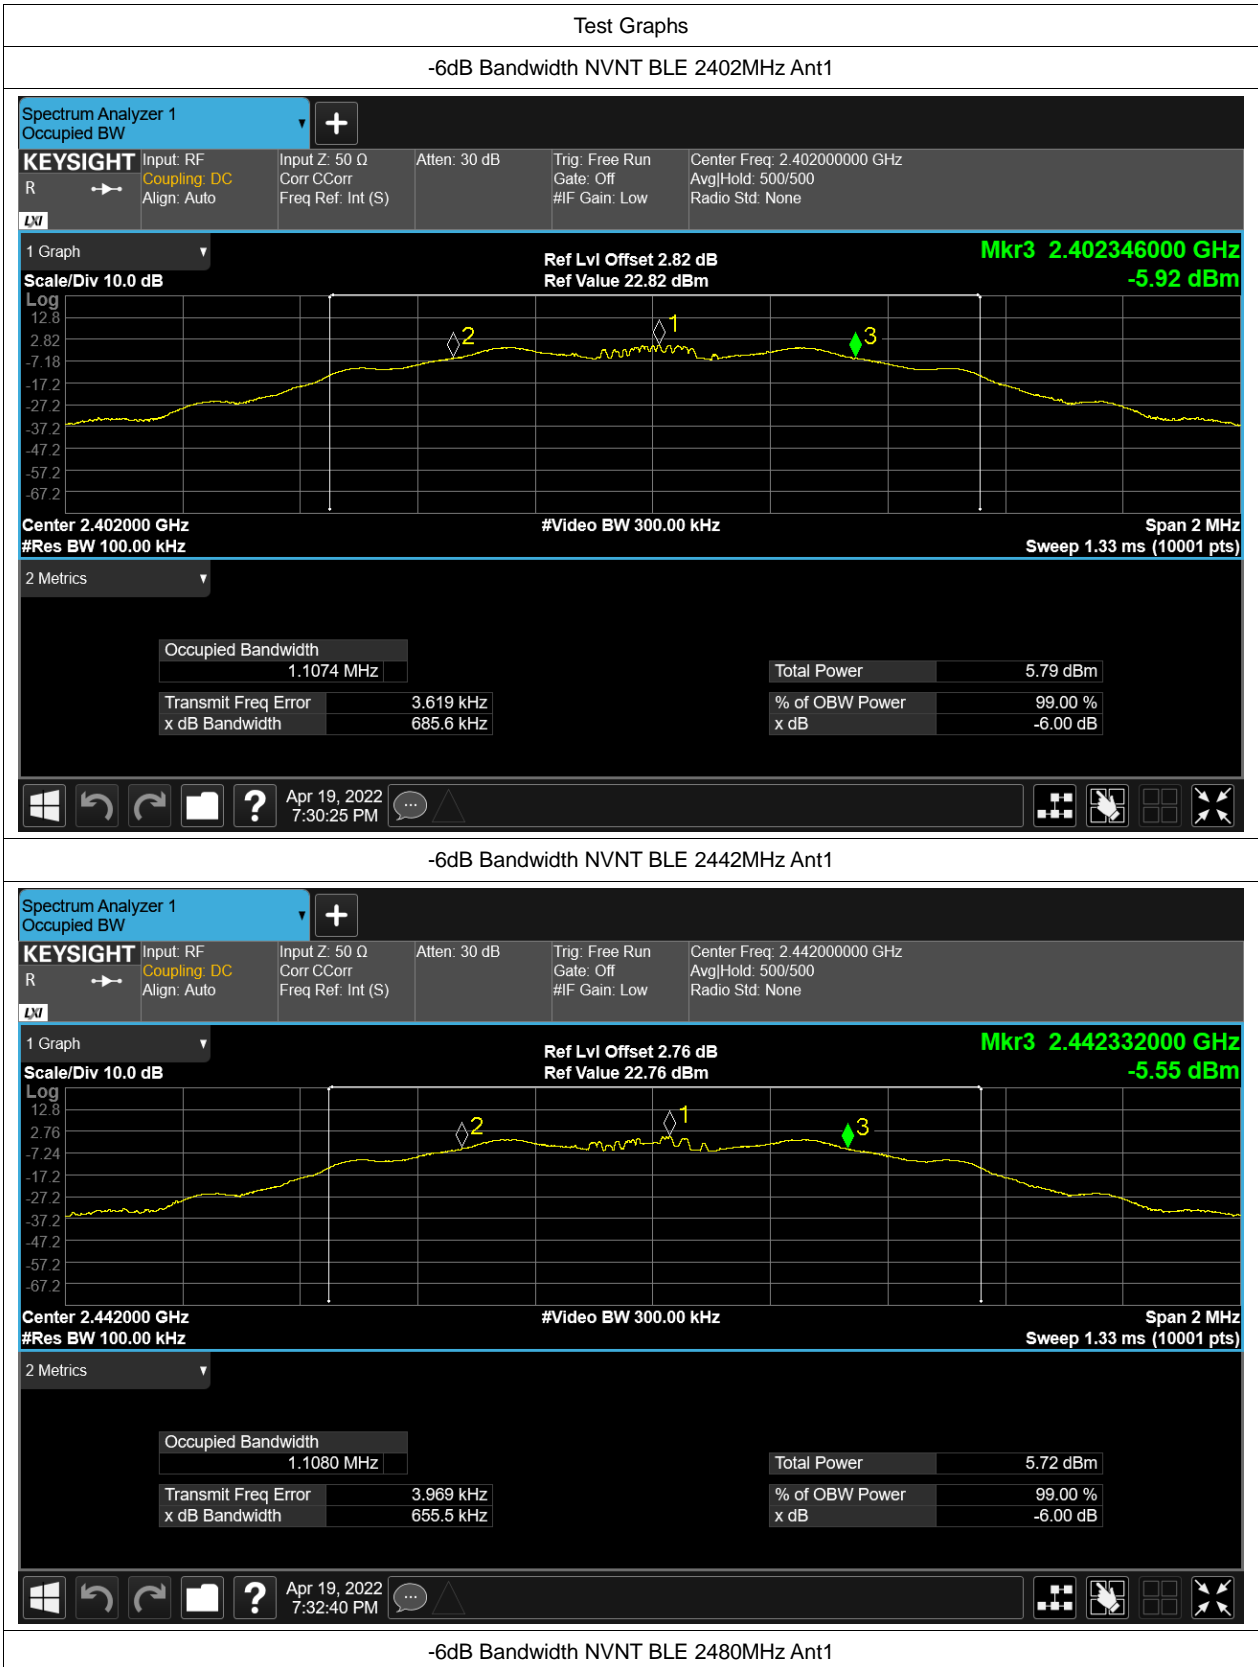 Test Graphs
-6dB Bandwidth NVNT BLE 2402MHz Ant1
Spectrum Analyzer 1
Occupied BW
KEYSIGHT
R
LXI
Input: RF
Coupling: DC
Align: Auto
Input Z: 50 Ω
Corr CCorr
Freq Ref: Int (S)
Atten: 30 dB
Trig: Free Run
Gate: Off
#IF Gain: Low
Center Freq: 2.402000000 GHz
Avg|Hold: 500/500
Radio Std: None
1 Graph
Scale/Div 10.0 dB
Ref Lvl Offset 2.82 dB
Ref Value 22.82 dBm
Mkr3 2.402346000 GHz
-5.92 dBm
Log
12.8
2.82
-7.18
-17.2
-27.2
-37.2
-47.2
-57.2
-67.2
2
1
3
Center 2.402000 GHz
#Res BW 100.00 kHz
#Video BW 300.00 kHz
Span 2 MHz
Sweep 1.33 ms (10001 pts)
2 Metrics
Occupied Bandwidth
1.1074 MHz
Transmit Freq Error 3.619 kHz
x dB Bandwidth 685.6 kHz
Total Power 5.79 dBm
% of OBW Power 99.00 %
x dB -6.00 dB
Apr 19, 2022
7:30:25 PM
-6dB Bandwidth NVNT BLE 2442MHz Ant1
Spectrum Analyzer 1
Occupied BW
KEYSIGHT
R
LXI
Input: RF
Coupling: DC
Align: Auto
Input Z: 50 Ω
Corr CCorr
Freq Ref: Int (S)
Atten: 30 dB
Trig: Free Run
Gate: Off
#IF Gain: Low
Center Freq: 2.442000000 GHz
Avg|Hold: 500/500
Radio Std: None
1 Graph
Scale/Div 10.0 dB
Ref Lvl Offset 2.76 dB
Ref Value 22.76 dBm
Mkr3 2.442332000 GHz
-5.55 dBm
Log
12.8
2.76
-7.24
-17.2
-27.2
-37.2
-47.2
-57.2
-67.2
2
1
3
Center 2.442000 GHz
#Res BW 100.00 kHz
#Video BW 300.00 kHz
Span 2 MHz
Sweep 1.33 ms (10001 pts)
2 Metrics
Occupied Bandwidth
1.1080 MHz
Transmit Freq Error 3.969 kHz
x dB Bandwidth 655.5 kHz
Total Power 5.72 dBm
% of OBW Power 99.00 %
x dB -6.00 dB
Apr 19, 2022
7:32:40 PM
-6dB Bandwidth NVNT BLE 2480MHz Ant1